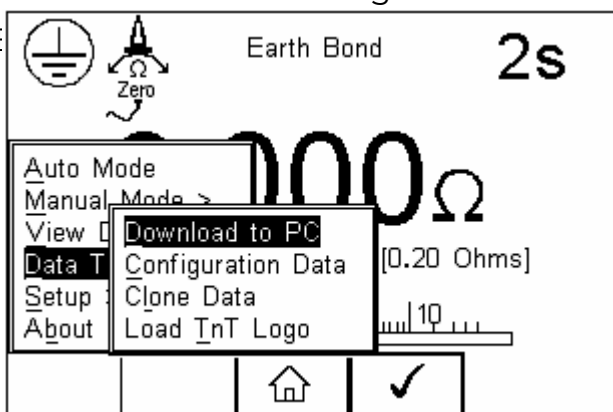 Earth Bond
2s
Ω
Zero
000Ω
Auto Mode
Manual Mode >
View D
Data T
Setup
About
Download to PC
Configuration Data
Clone Data
Load TnT Logo
[0.20 Ohms]
10